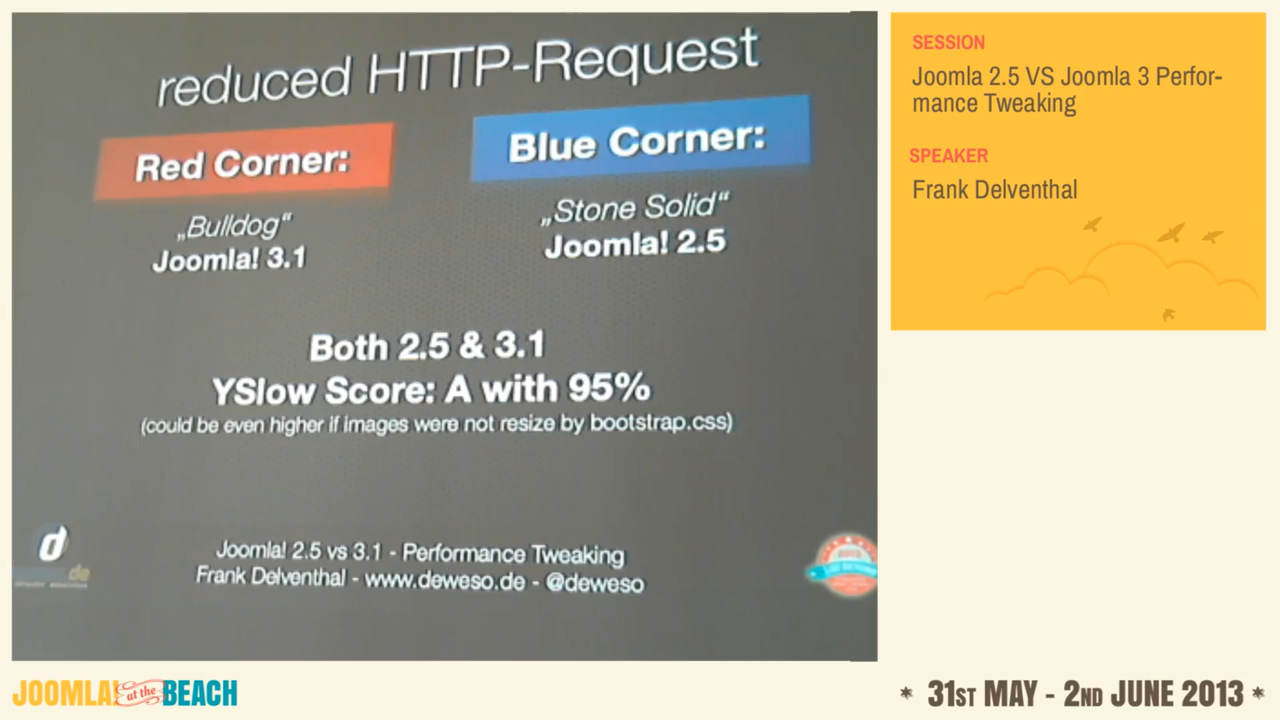 reduced HTTP-Request
Red Corner:
„Bulldog“
Joomla! 3.1
Blue Corner:
„Stone Solid“
Joomla! 2.5
Both 2.5 & 3.1
YSlow Score: A with 95%
(could be even higher if images were not resize by bootstrap.css)
d
de
Joomla! 2.5 vs 3.1 - Performance Tweaking
Frank Delventhal - www.deweso.de - @deweso
SESSION
Joomla 2.5 VS Joomla 3 Perfor-
mance Tweaking
SPEAKER
Frank Delventhal
JOOMLA! at the BEACH
* 31ST MAY - 2ND JUNE 2013 *